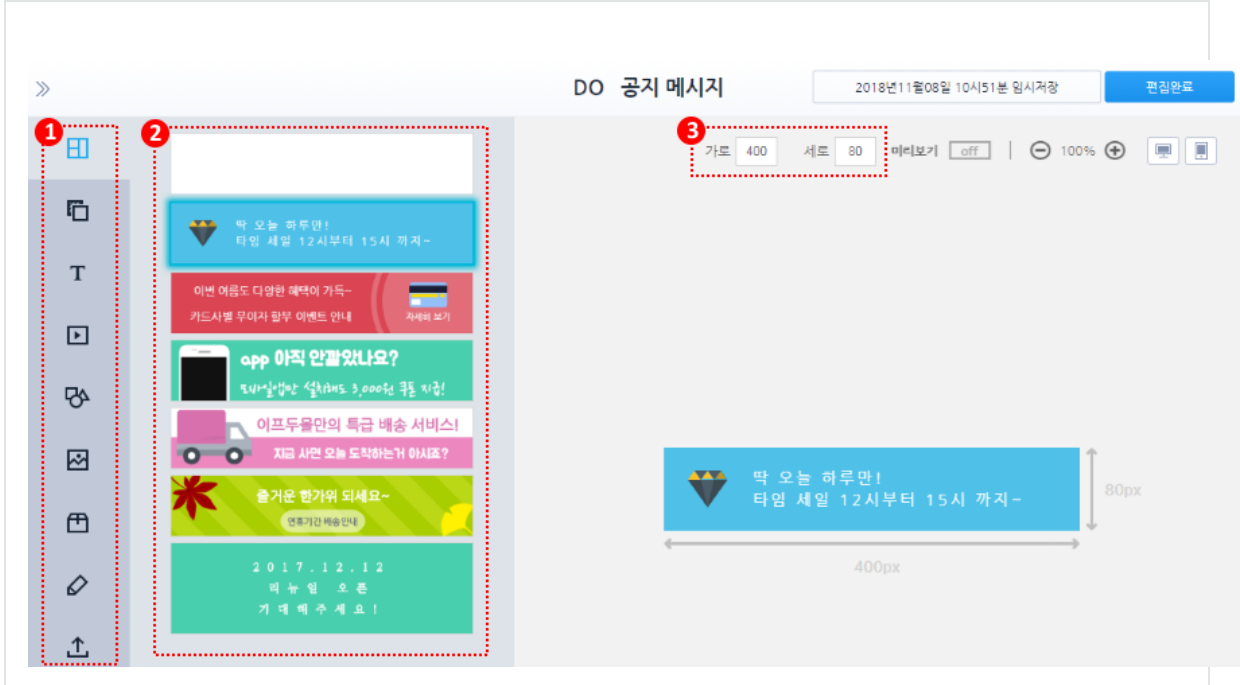 DO 공지 메시지
2018년11월08일 10시51분 임시저장
편집완료
1
2
3
가로 400 세로 80 미리보기 off 100%
T
딱 오늘 하루만!
타임 세일 12시부터 15시 까지~
이번 여름도 다양한 혜택이 가득~
카드사별 무이자 할부 이벤트 안내
자세히 보기
app 아직 안깔았나요?
모바일앱만 설치해도 3,000원 쿠폰 지급!
이프두몰만의 특급 배송 서비스!
지금 사면 오늘 도착하는거 아시죠?
즐거운 한가위 되세요~
연휴기간 배송안내
2017.12.12
리뉴얼 오픈
기대해주세요!
딱 오늘 하루만!
타임 세일 12시부터 15시 까지~
80px
400px